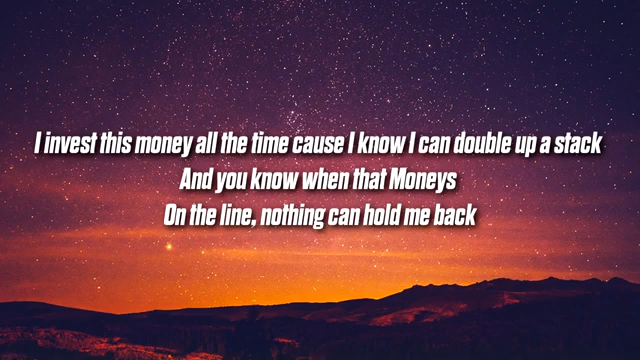 I invest this money all the time cause I know I can double up a stack
And you know when that Moneys
On the line, nothing can hold me back